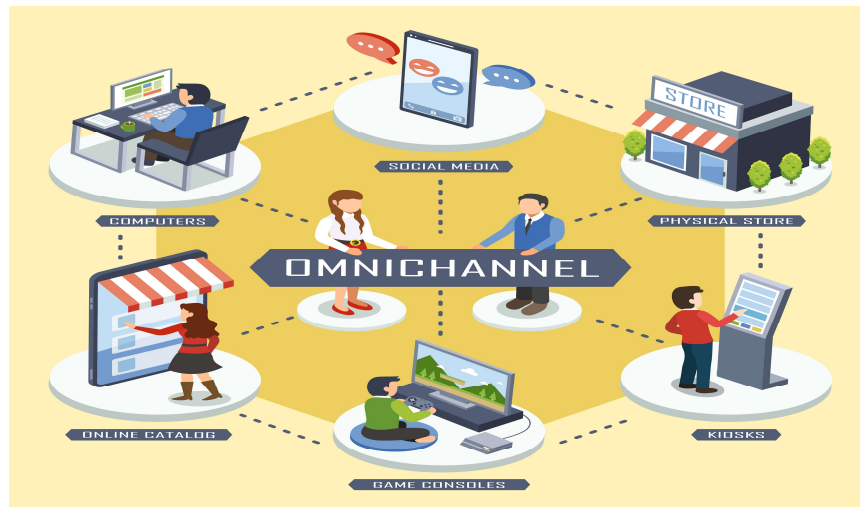 SOCIAL MEDIA
STORE
COMPUTERS
PHYSICAL STORE
OMNICHANNEL
ONLINE CATALOG
KIOSKS
GAME CONSOLES